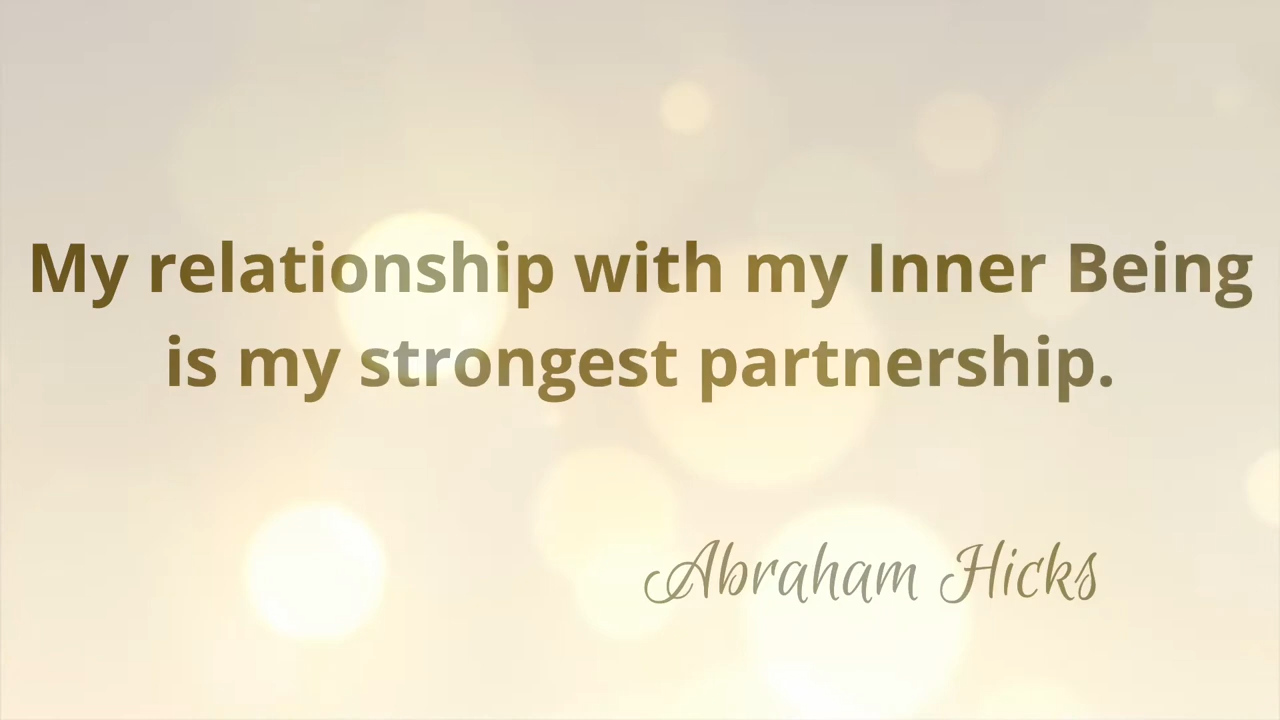 My relationship with my Inner Being
is my strongest partnership.
Abraham Hicks